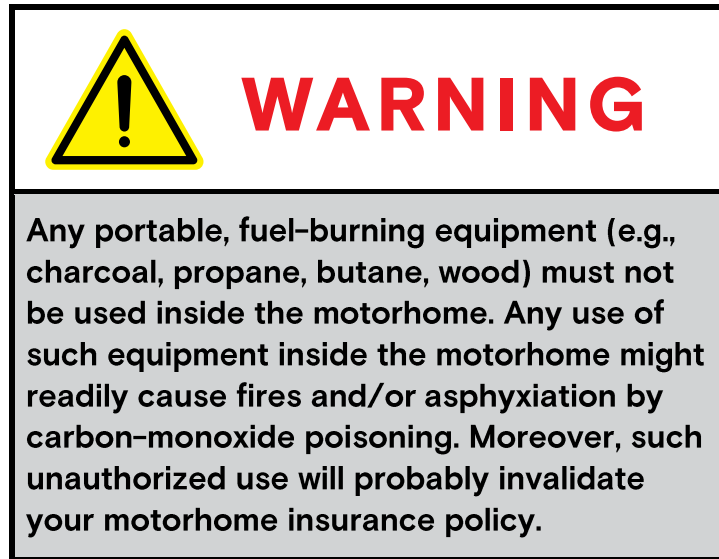 WARNING
Any portable, fuel-burning equipment (e.g.,
charcoal, propane, butane, wood) must not
be used inside the motorhome. Any use of
such equipment inside the motorhome might
readily cause fires and/or asphyxiation by
carbon-monoxide poisoning. Moreover, such
unauthorized use will probably invalidate
your motorhome insurance policy.